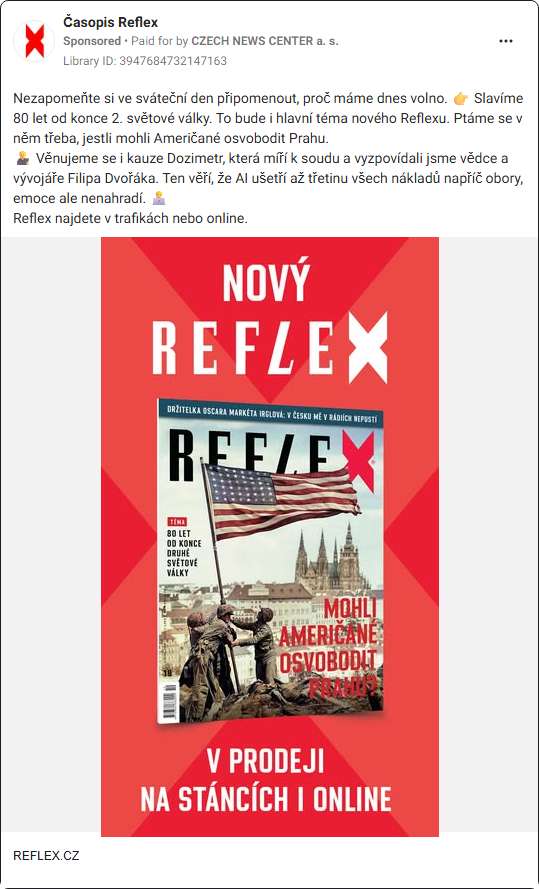 Časopis Reflex
Sponsored • Paid for by CZECH NEWS CENTER a. s.
Library ID: 3947684732147163
Nezapomeňte si ve sváteční den připomenout, proč máme dnes volno. 👉 Slavíme
80 let od konce 2. světové války. To bude i hlavní téma nového Reflexu. Ptáme se v
něm třeba, jestli mohli Američané osvobodit Prahu.
Věnujeme se i kauze Dozimetr, která míří k soudu a vyzpovídali jsme vědce a
vývojáře Filipa Dvořáka. Ten věří, že AI ušetří až třetinu všech nákladů napříč obory,
emoce ale nenahradí.
Reflex najdete v trafikách nebo online.
NOVÝ
REFLEX
DRŽITELKA OSCARA MARKÉTA IRGLOVÁ: V ČESKU MĚ V RÁDIÍCH NEPUSTÍ
REFLEX
TÉMA
80 LET
OD KONCE
DRUHÉ
SVĚTOVÉ
VÁLKY
MOHLI
AMERIČANÉ
OSVOBODIT
PRAHU?
V PRODEJI
NA STÁNCÍCH I ONLINE
REFLEX.CZ